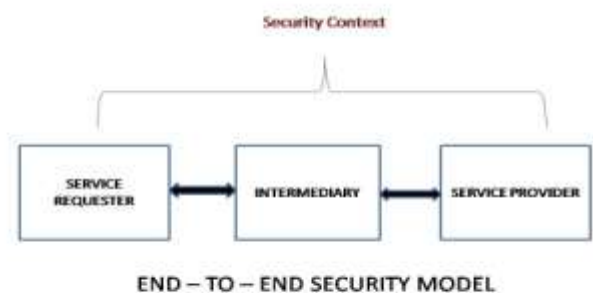 Security Context
SERVICE
REQUESTER
INTERMEDIARY
SERVICE PROVIDER
END – TO – END SECURITY MODEL